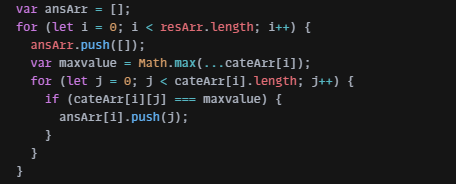 var ansArr = [];
for (let i = 0; i < resArr.length; i++) {
  ansArr.push([]);
  var maxvalue = Math.max(...cateArr[i]);
  for (let j = 0; j < cateArr[i].length; j++) {
    if (cateArr[i][j] === maxvalue) {
      ansArr[i].push(j);
    }
  }
}